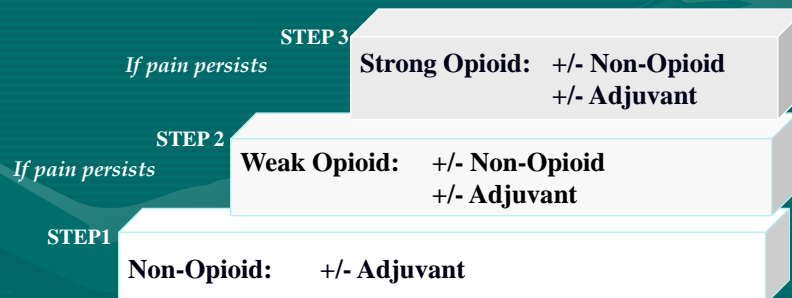 STEP 3
If pain persists
Strong Opioid: +/- Non-Opioid
+/- Adjuvant
STEP 2
If pain persists
Weak Opioid: +/- Non-Opioid
+/- Adjuvant
STEP1
Non-Opioid: +/- Adjuvant